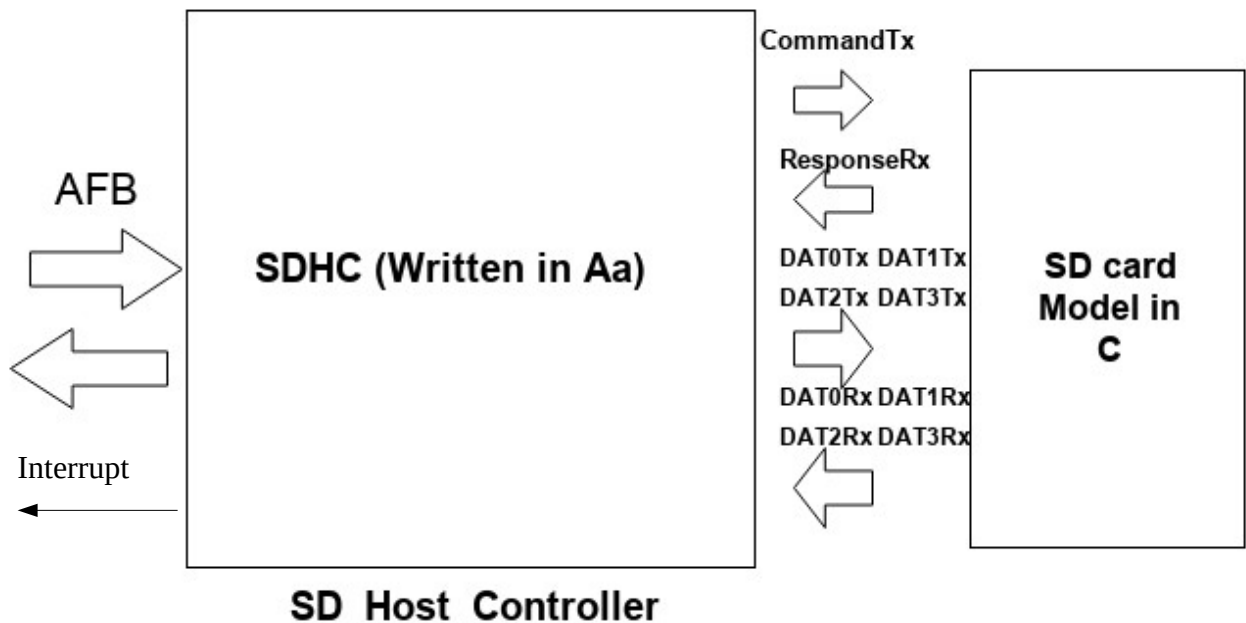 CommandTx
ResponseRx
AFB
DAT0Tx DAT1Tx
DAT2Tx DAT3Tx
SDHC (Written in Aa)
SD card
Model in
C
DAT0Rx DAT1Rx
DAT2Rx DAT3Rx
Interrupt
SD Host Controller